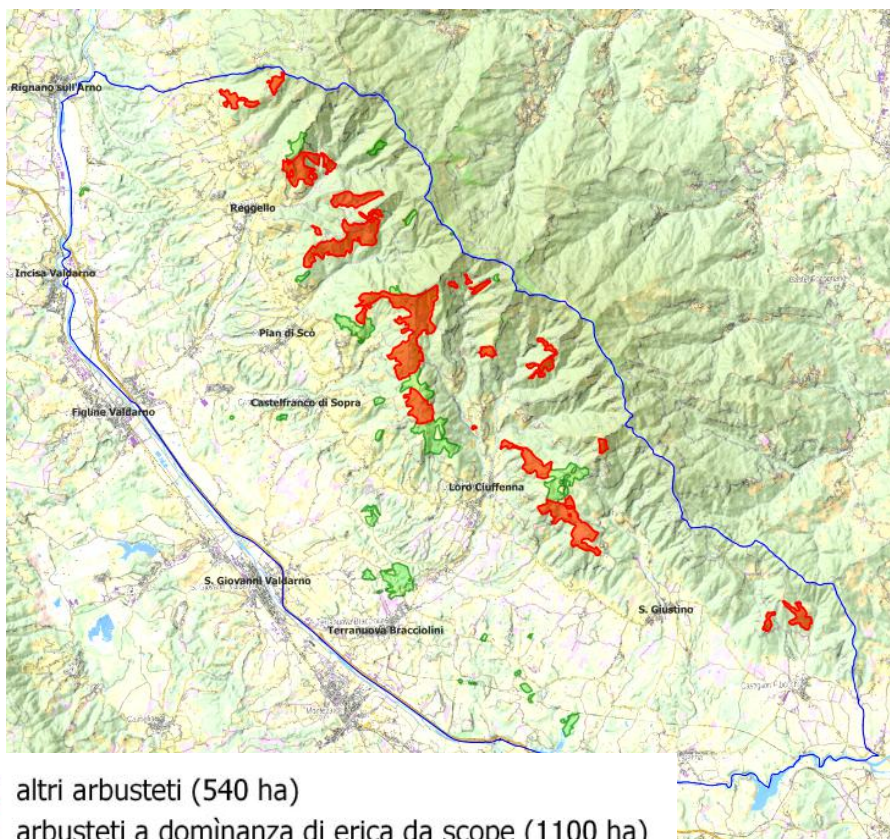 Rignano sull'Arno
Reggello
Incisa Valdarno
Pian di Scò
Castelfranco di Sopra
Figline Valdarno
Loro Ciuffenna
S. Giovanni Valdarno
S. Giustino
Terranuova Bracciolini
altri arbusteti (540 ha)
arbusteti a domìnanza di erica da scope (1100 ha)